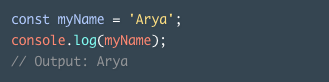 const myName = 'Arya';
console.log(myName);
// Output: Arya